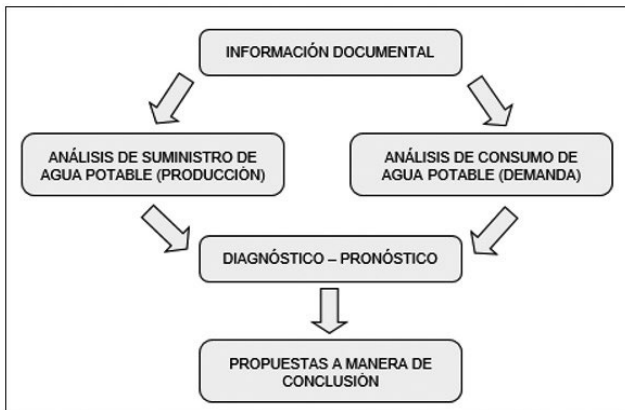 INFORMACIÓN DOCUMENTAL
ANÁLISIS DE SUMINISTRO DE
AGUA POTABLE (PRODUCCIÓN)
ANÁLISIS DE CONSUMO DE
AGUA POTABLE (DEMANDA)
DIAGNÓSTICO – PRONÓSTICO
PROPUESTAS A MANERA DE
CONCLUSIÓN